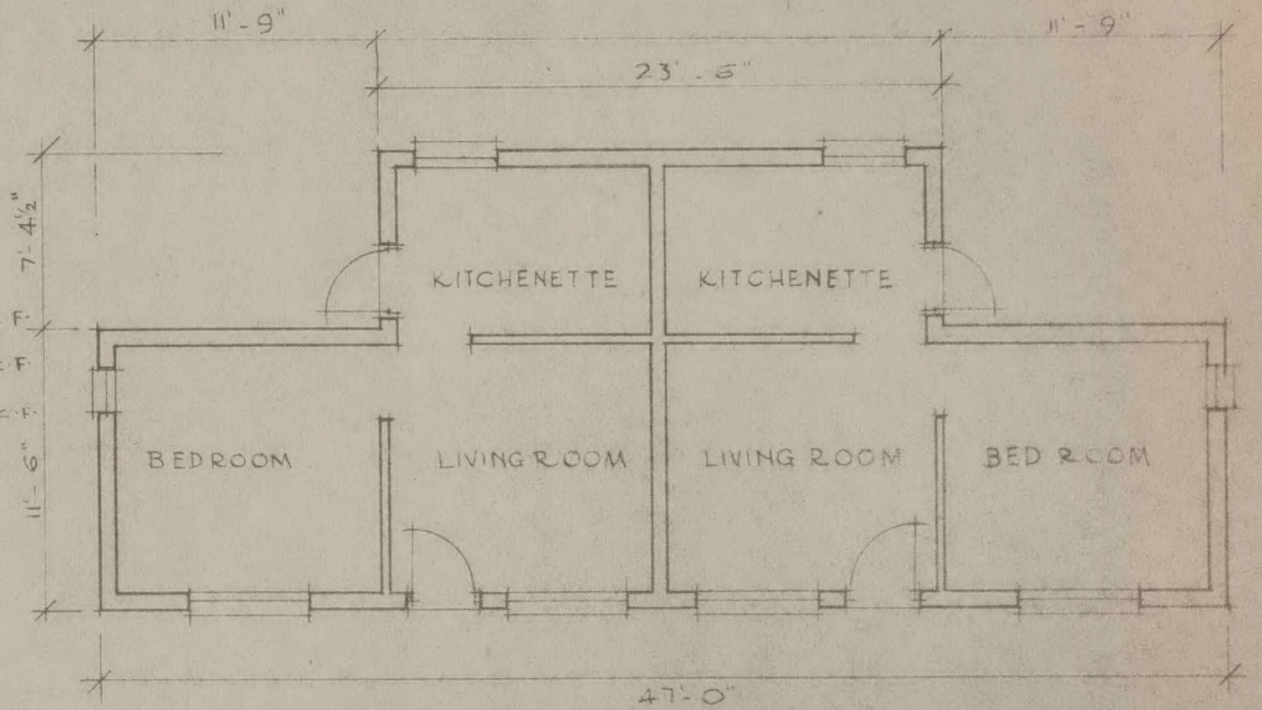 11'-9"
11'-9"
23'-6"
7'-4½"
KITCHENETTE KITCHENETTE
F.
F.
F.
11'-6"
BEDROOM LIVING ROOM LIVING ROOM BED ROOM
47'-0"